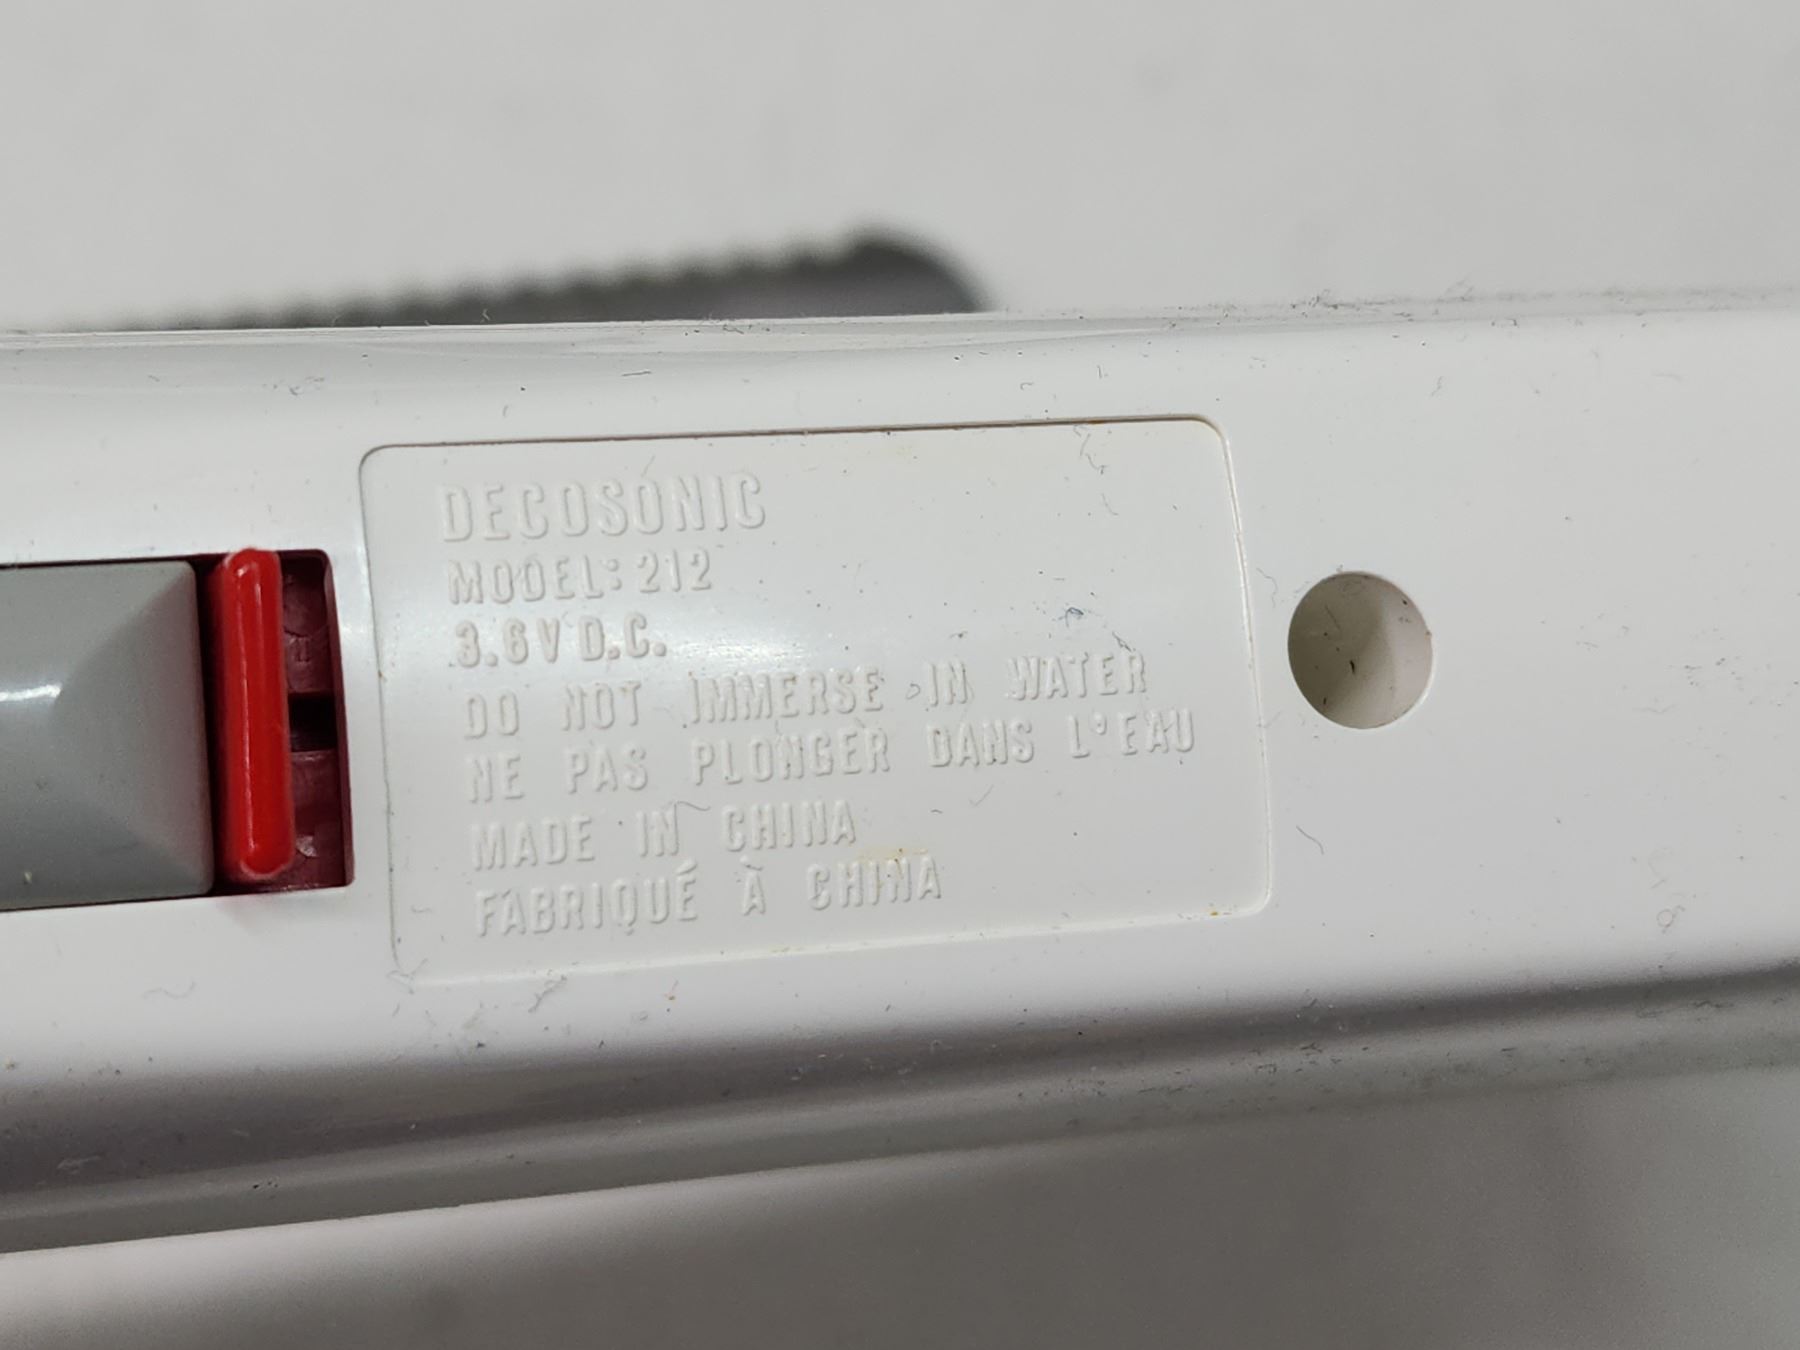 DECOSONIC
MODEL: 212
3.6V D.C.
DO NOT IMMERSE IN WATER
NE PAS PLONGER DANS L'EAU
MADE IN CHINA
FABRIQUÉ À CHINA